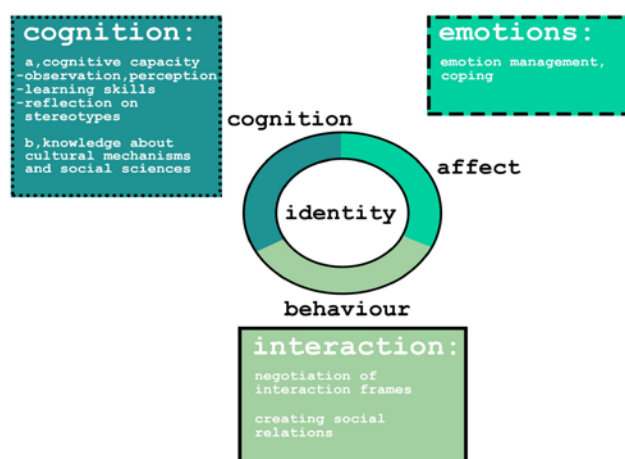 cognition:
a,cognitive capacity
-observation,perception
-learning skills
-reflection on
stereotypes
b,knowledge about
cultural mechanisms
and social sciences
emotions:
emotion management,
coping
cognition
affect
identity
behaviour
interaction:
negotiation of
interaction frames
creating social
relations